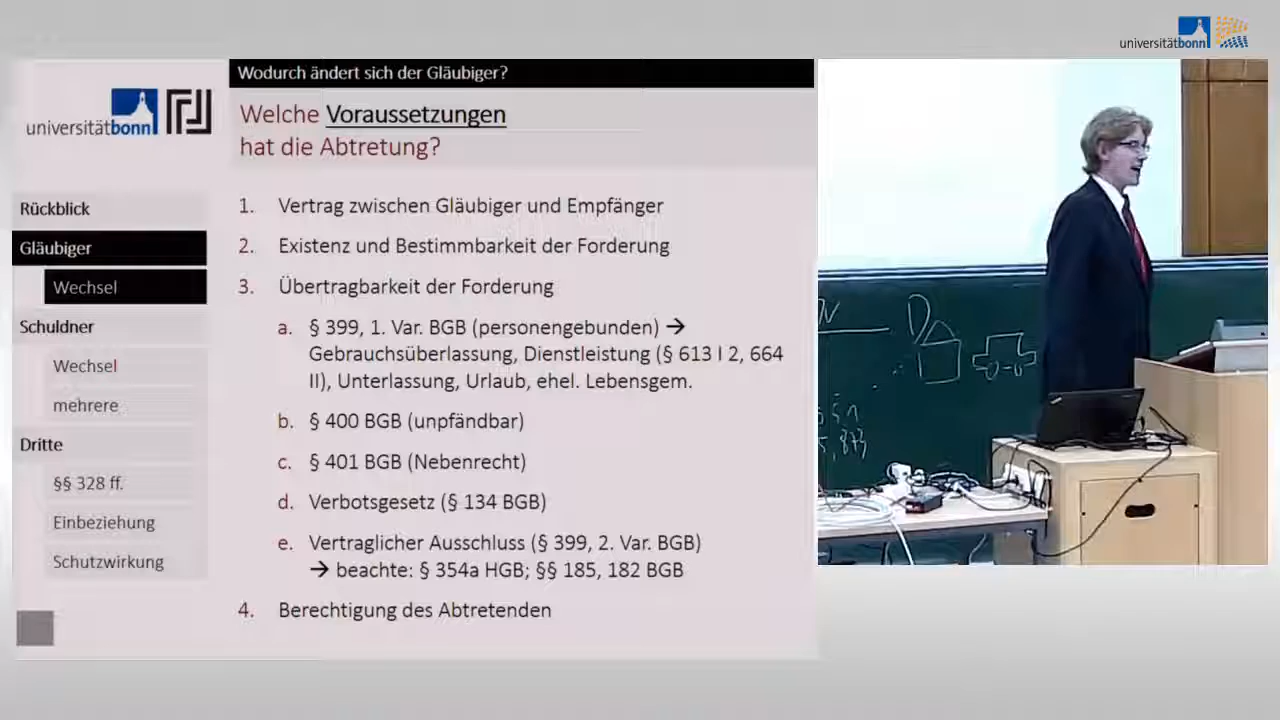 universitätbonn
Wodurch ändert sich der Gläubiger?
universitätbonn
Welche Voraussetzungen
hat die Abtretung?
Rückblick
Gläubiger
Wechsel
Schuldner
Wechsel
mehrere
Dritte
§§ 328 ff.
Einbeziehung
Schutzwirkung
1. Vertrag zwischen Gläubiger und Empfänger
2. Existenz und Bestimmbarkeit der Forderung
3. Übertragbarkeit der Forderung
a. § 399, 1. Var. BGB (personengebunden) →
Gebrauchsüberlassung, Dienstleistung (§ 613 I 2, 664
II), Unterlassung, Urlaub, ehel. Lebensgem.
b. § 400 BGB (unpfändbar)
c. § 401 BGB (Nebenrecht)
d. Verbotsgesetz (§ 134 BGB)
e. Vertraglicher Ausschluss (§ 399, 2. Var. BGB)
→ beachte: § 354a HGB; §§ 185, 182 BGB
4. Berechtigung des Abtretenden
D